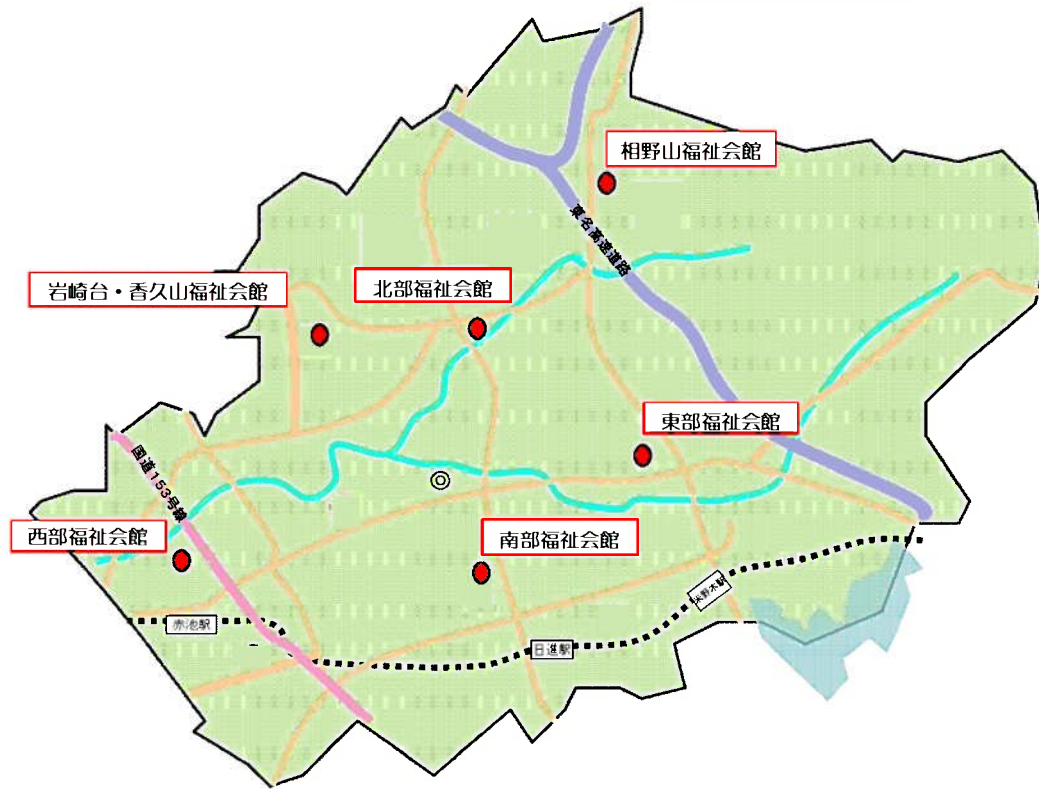 相野山福祉会館
東名高速道路
岩崎台・香久山福祉会館
北部福祉会館
東部福祉会館
国道153号線
西部福祉会館
南部福祉会館
米野木駅
赤池駅
日進駅